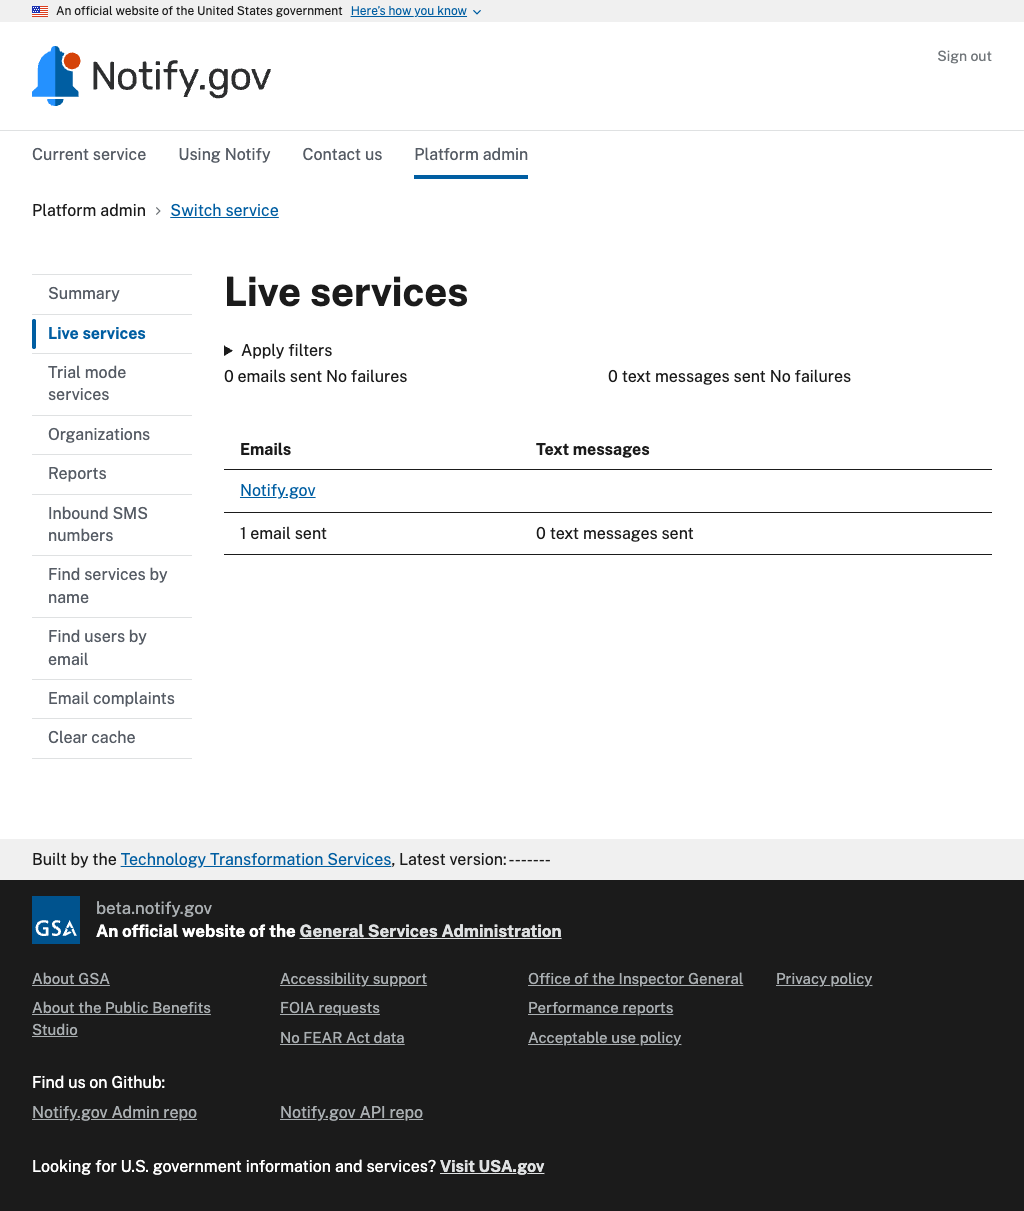 An official website of the United States government Here's how you know
Notify.gov
Sign out
Current service Using Notify Contact us Platform admin
Platform admin Switch service
Summary
Live services
Trial mode
services
Organizations
Reports
Inbound SMS
numbers
Find services by
name
Find users by
email
Email complaints
Clear cache
Live services
Apply filters
0 emails sent No failures 0 text messages sent No failures
Emails Text messages
Notify.gov
1 email sent 0 text messages sent
Built by the Technology Transformation Services, Latest version:-------
GSA
beta.notify.gov
An official website of the General Services Administration
About GSA Accessibility support Office of the Inspector General Privacy policy
About the Public Benefits
Studio
FOIA requests Performance reports
No FEAR Act data Acceptable use policy
Find us on Github:
Notify.gov Admin repo Notify.gov API repo
Looking for U.S. government information and services? Visit USA.gov